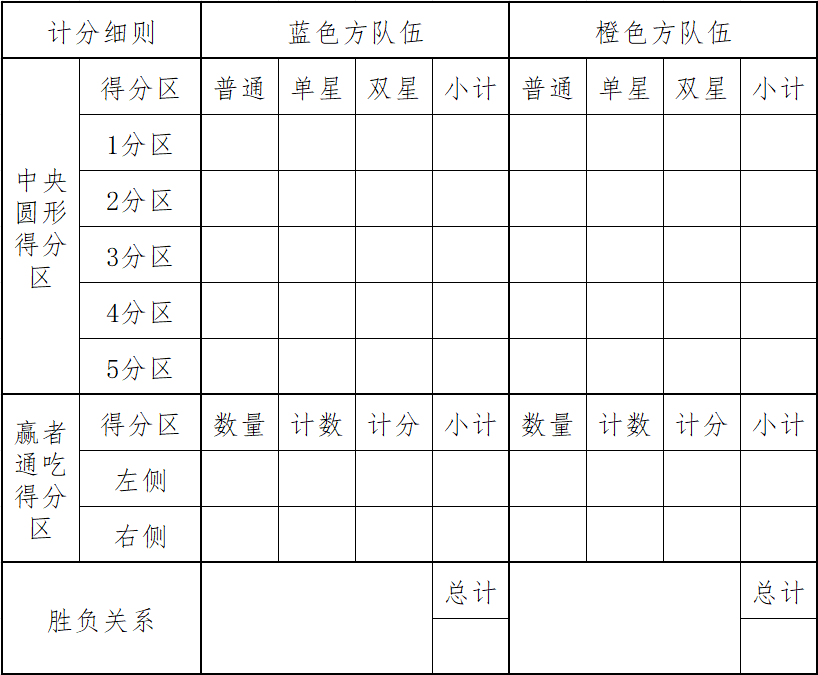 计分细则 蓝色方队伍 橙色方队伍
得分区 普通 单星 双星 小计 普通 单星 双星 小计
中央
圆形
得分
区
1分区
2分区
3分区
4分区
5分区
赢者
通吃
得分
区
得分区 数量 计数 计分 小计 数量 计数 计分 小计
左侧
右侧
胜负关系
总计 总计